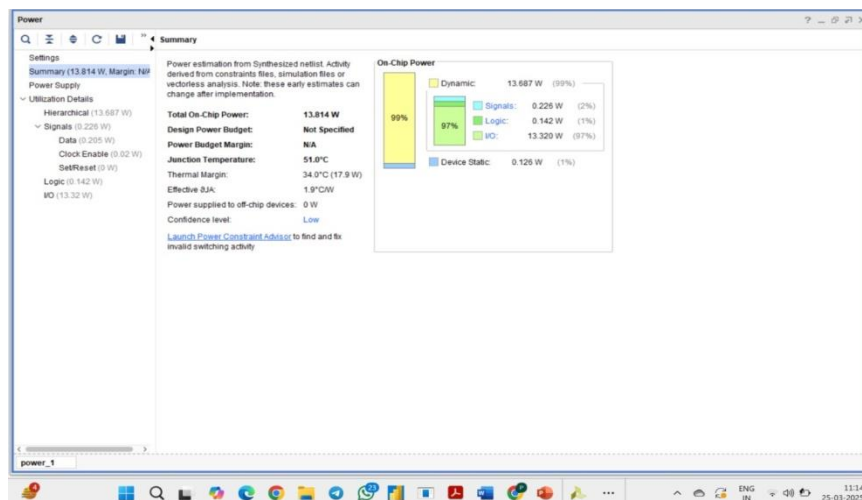 Power
Summary
Settings
Summary (13.814 W, Margin: N/A
Power Supply
Utilization Details
Hierarchical (13.687 W)
Signals (0.226 W)
Data (0.205 W)
Clock Enable (0.02 W)
Set/Reset (0 W)
Logic (0.142 W)
I/O (13.32 W)
Power estimation from Synthesized netlist. Activity
derived from constraints files, simulation files or
vectorless analysis. Note: these early estimates can
change after implementation.
Total On-Chip Power: 13.814 W
Design Power Budget: Not Specified
Power Budget Margin: N/A
Junction Temperature: 51.0°C
Thermal Margin: 34.0°C (17.9 W)
Effective ϑJA: 1.9°C/W
Power supplied to off-chip devices: 0 W
Confidence level: Low
Launch Power Constraint Advisor to find and fix
invalid switching activity
On-Chip Power
99%
97%
Dynamic: 13.687 W (99%)
Signals: 0.226 W (2%)
Logic: 0.142 W (1%)
I/O: 13.320 W (97%)
Device Static: 0.126 W (1%)
power_1
4
23
ENG
IN
11:14
25-03-2025